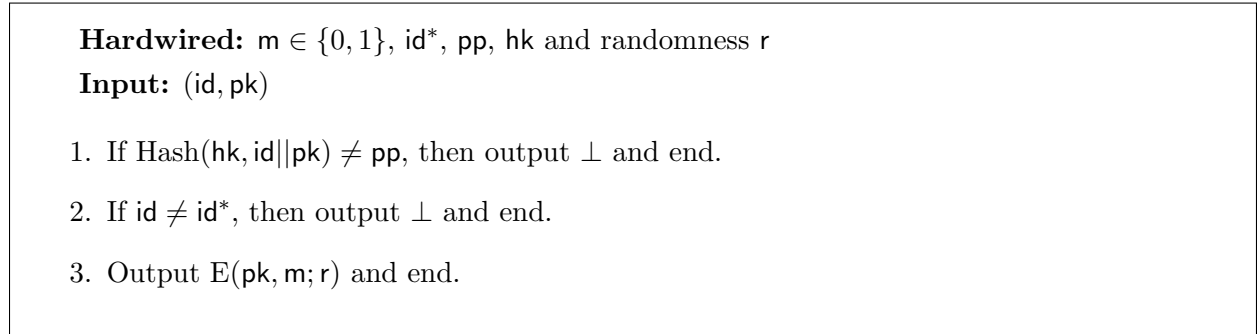 Hardwired: m ∈ {0, 1}, id*, pp, hk and randomness r
Input: (id, pk)
1. If Hash(hk, id||pk) ≠ pp, then output ⊥ and end.
2. If id ≠ id*, then output ⊥ and end.
3. Output E(pk, m; r) and end.